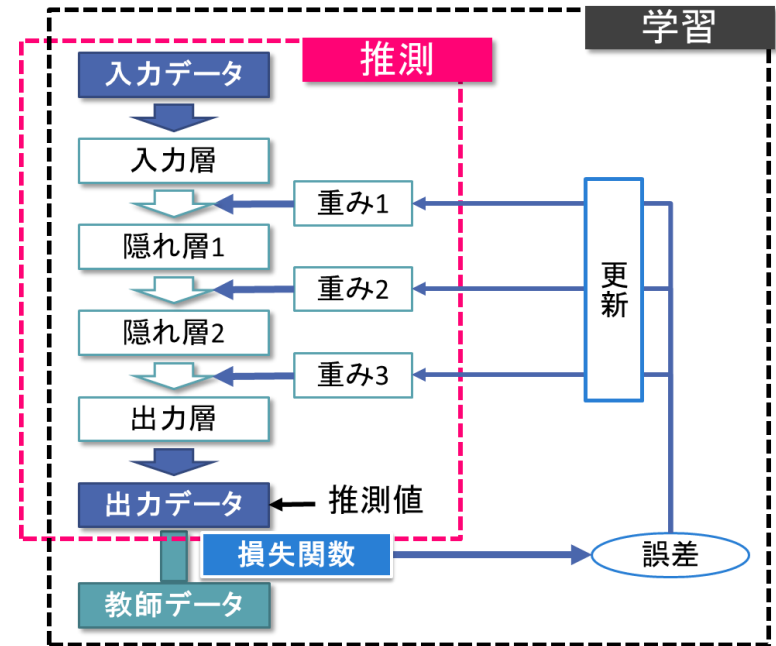 学習
推測
入力データ
入力層
重み1
隠れ層1
重み2
更新
隠れ層2
重み3
出力層
出力データ
推測値
損失関数
誤差
教師データ